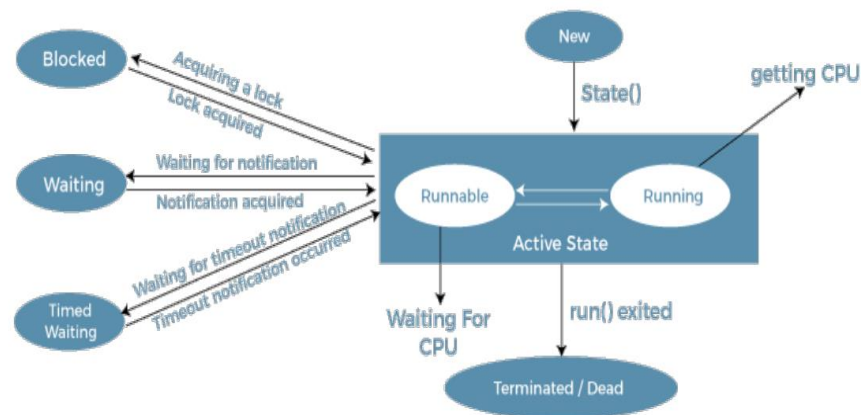 New
Blocked
Acquiring a lock
Lock acquired
State()
getting CPU
Waiting for notification
Waiting
Notification acquired
Runnable
Running
Active State
Waiting for timeout notification
Timeout notification occurred
Timed
Waiting
Waiting For
CPU
run() exited
Terminated / Dead